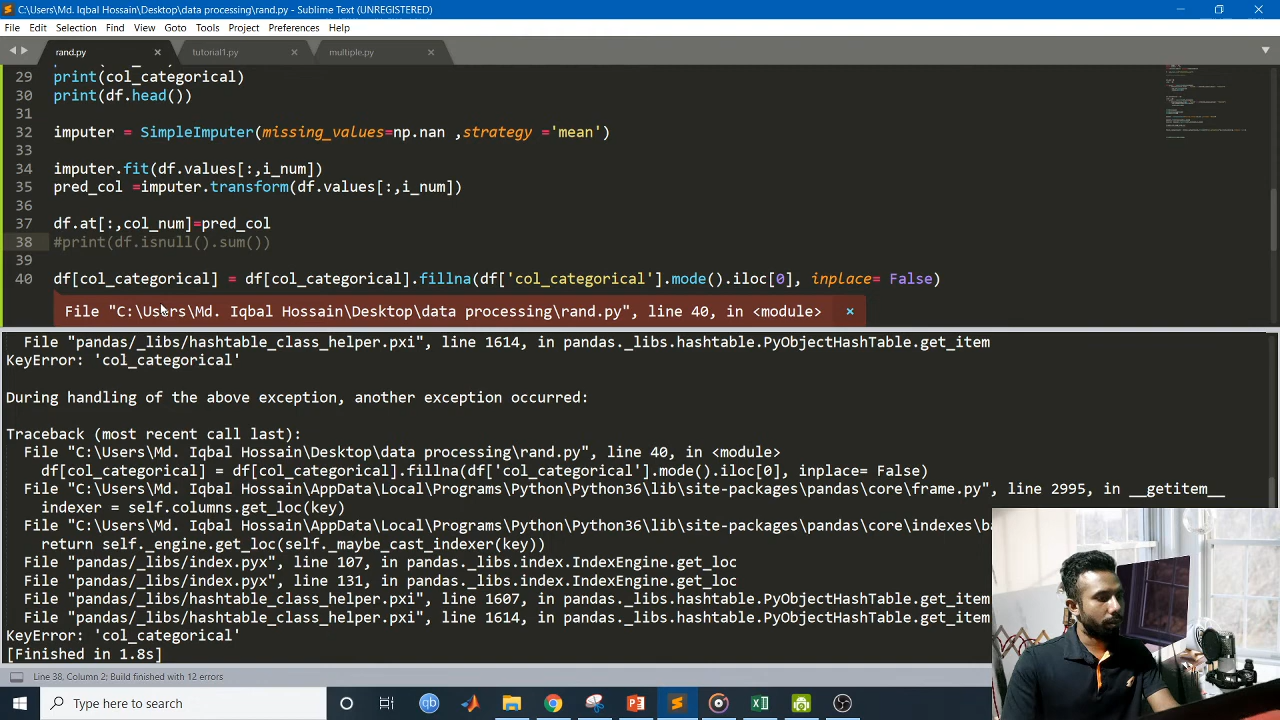 C:\Users\Md. Iqbal Hossain\Desktop\data processing\rand.py - Sublime Text (UNREGISTERED)
File Edit Selection Find View Goto Tools Project Preferences Help
rand.py × tutorial1.py × multiple.py ×
29 print(col_categorical)
30 print(df.head())
31
32 imputer = SimpleImputer(missing_values=np.nan ,strategy ='mean')
33
34 imputer.fit(df.values[:,i_num])
35 pred_col =imputer.transform(df.values[:,i_num])
36
37 df.at[:,col_num]=pred_col
38 #print(df.isnull().sum())
39
40 df[col_categorical] = df[col_categorical].fillna(df['col_categorical'].mode().iloc[0], inplace= False)
File "C:\Users\Md. Iqbal Hossain\Desktop\data processing\rand.py", line 40, in <module> ×
File "pandas/_libs/hashtable_class_helper.pxi", line 1614, in pandas._libs.hashtable.PyObjectHashTable.get_item
KeyError: 'col_categorical'
During handling of the above exception, another exception occurred:
Traceback (most recent call last):
File "C:\Users\Md. Iqbal Hossain\Desktop\data processing\rand.py", line 40, in <module>
df[col_categorical] = df[col_categorical].fillna(df['col_categorical'].mode().iloc[0], inplace= False)
File "C:\Users\Md. Iqbal Hossain\AppData\Local\Programs\Python\Python36\lib\site-packages\pandas\core\frame.py", line 2995, in __getitem__
indexer = self.columns.get_loc(key)
File "C:\Users\Md. Iqbal Hossain\AppData\Local\Programs\Python\Python36\lib\site-packages\pandas\core\indexes\ba
return self._engine.get_loc(self._maybe_cast_indexer(key))
File "pandas/_libs/index.pyx", line 107, in pandas._libs.index.IndexEngine.get_loc
File "pandas/_libs/index.pyx", line 131, in pandas._libs.index.IndexEngine.get_loc
File "pandas/_libs/hashtable_class_helper.pxi", line 1607, in pandas._libs.hashtable.PyObjectHashTable.get_item
File "pandas/_libs/hashtable_class_helper.pxi", line 1614, in pandas._libs.hashtable.PyObjectHashTable.get_item
KeyError: 'col_categorical'
[Finished in 1.8s]
Line 38, Column 2; Build finished with 12 errors
Type here to search